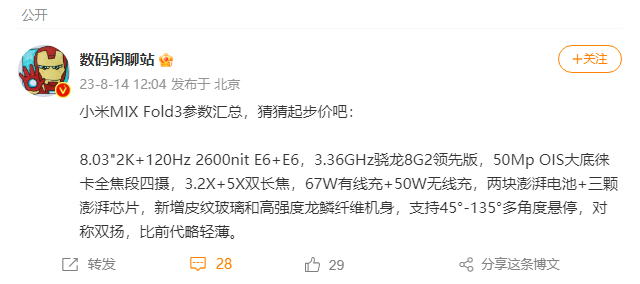 公开
数码闲聊站
+关注
23-8-14 12:04 发布于 北京
小米MIX Fold3参数汇总，猜猜起步价吧：
8.03"2K+120Hz 2600nit E6+E6，3.36GHz骁龙8G2领先版，50Mp OIS大底徕
卡全焦段四摄，3.2X+5X双长焦，67W有线充+50W无线充，两块澎湃电池+三颗
澎湃芯片，新增皮纹玻璃和高强度龙鳞纤维机身，支持45°-135°多角度悬停，对
称双扬，比前代略轻薄。
转发
28
29
分享这条博文